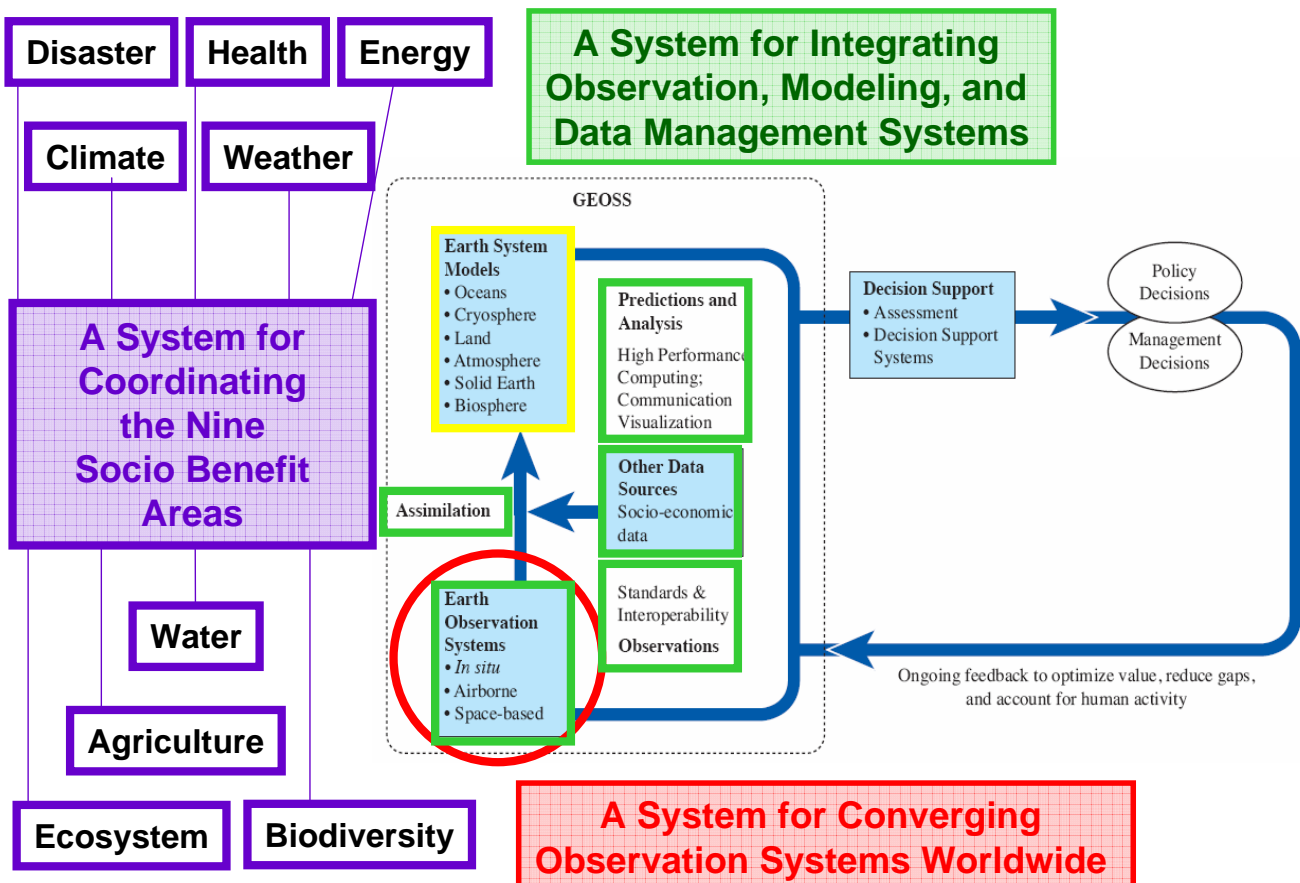 Disaster
Health
Energy
Climate
Weather
A System for
Coordinating
the Nine
Socio Benefit
Areas
Water
Agriculture
Ecosystem
Biodiversity
A System for Integrating
Observation, Modeling, and
Data Management Systems
GEOSS
Earth System
Models
• Oceans
• Cryosphere
• Land
• Atmosphere
• Solid Earth
• Biosphere
Predictions and
Analysis
High Performance
Computing;
Communication
Visualization
Other Data
Sources
Socio-economic
data
Assimilation
Standards &
Interoperability
Observations
Earth
Observation
Systems
• In situ
• Airborne
• Space-based
Decision Support
• Assessment
• Decision Support
Systems
Policy
Decisions
Management
Decisions
Ongoing feedback to optimize value, reduce gaps,
and account for human activity
A System for Converging
Observation Systems Worldwide